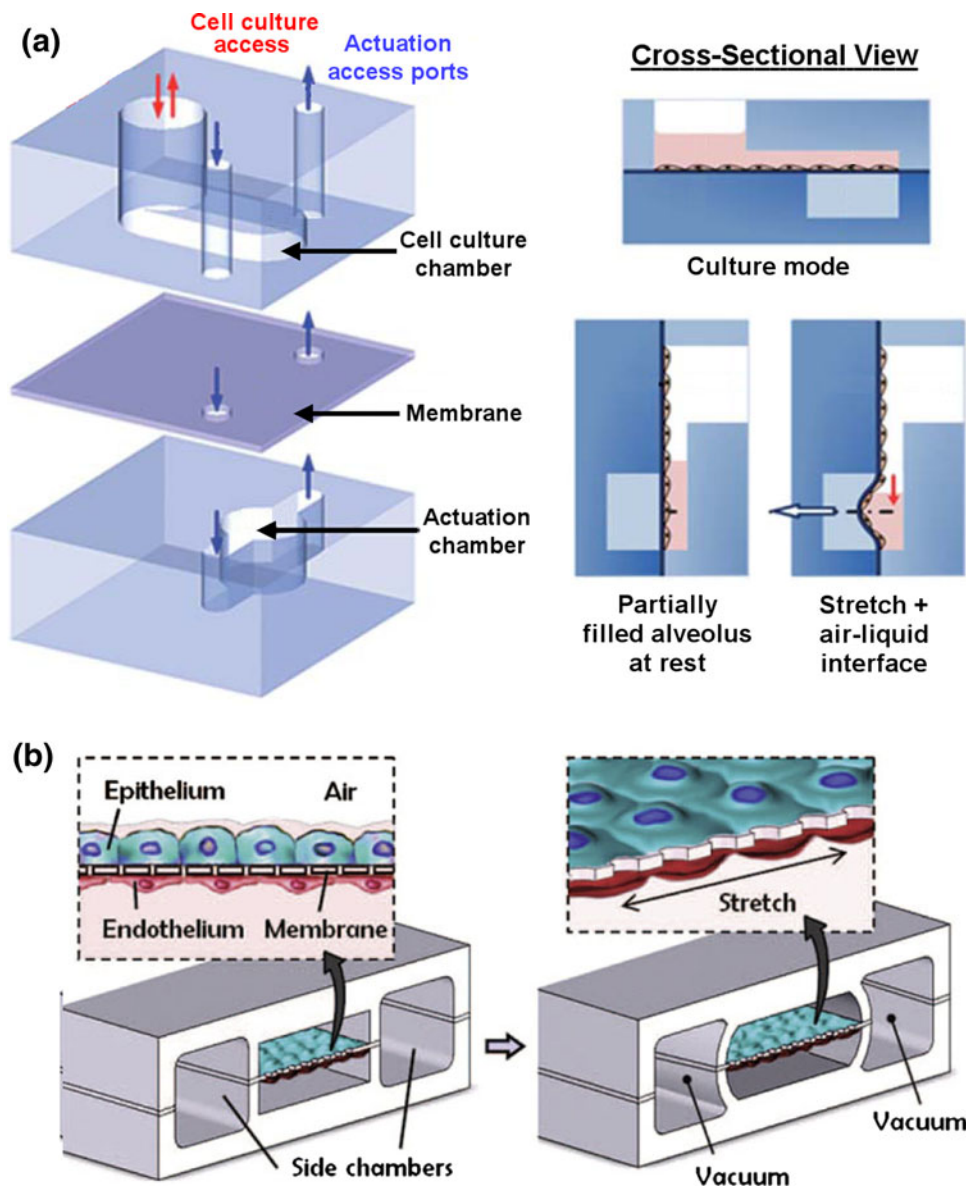 (a)
Cell culture
access
Actuation
access ports
Cell culture
chamber
Membrane
Actuation
chamber
Cross-Sectional View
Culture mode
Partially
filled alveolus
at rest
Stretch +
air-liquid
interface
(b)
Epithelium
Air
Endothelium
Membrane
Side chambers
Stretch
Vacuum
Vacuum